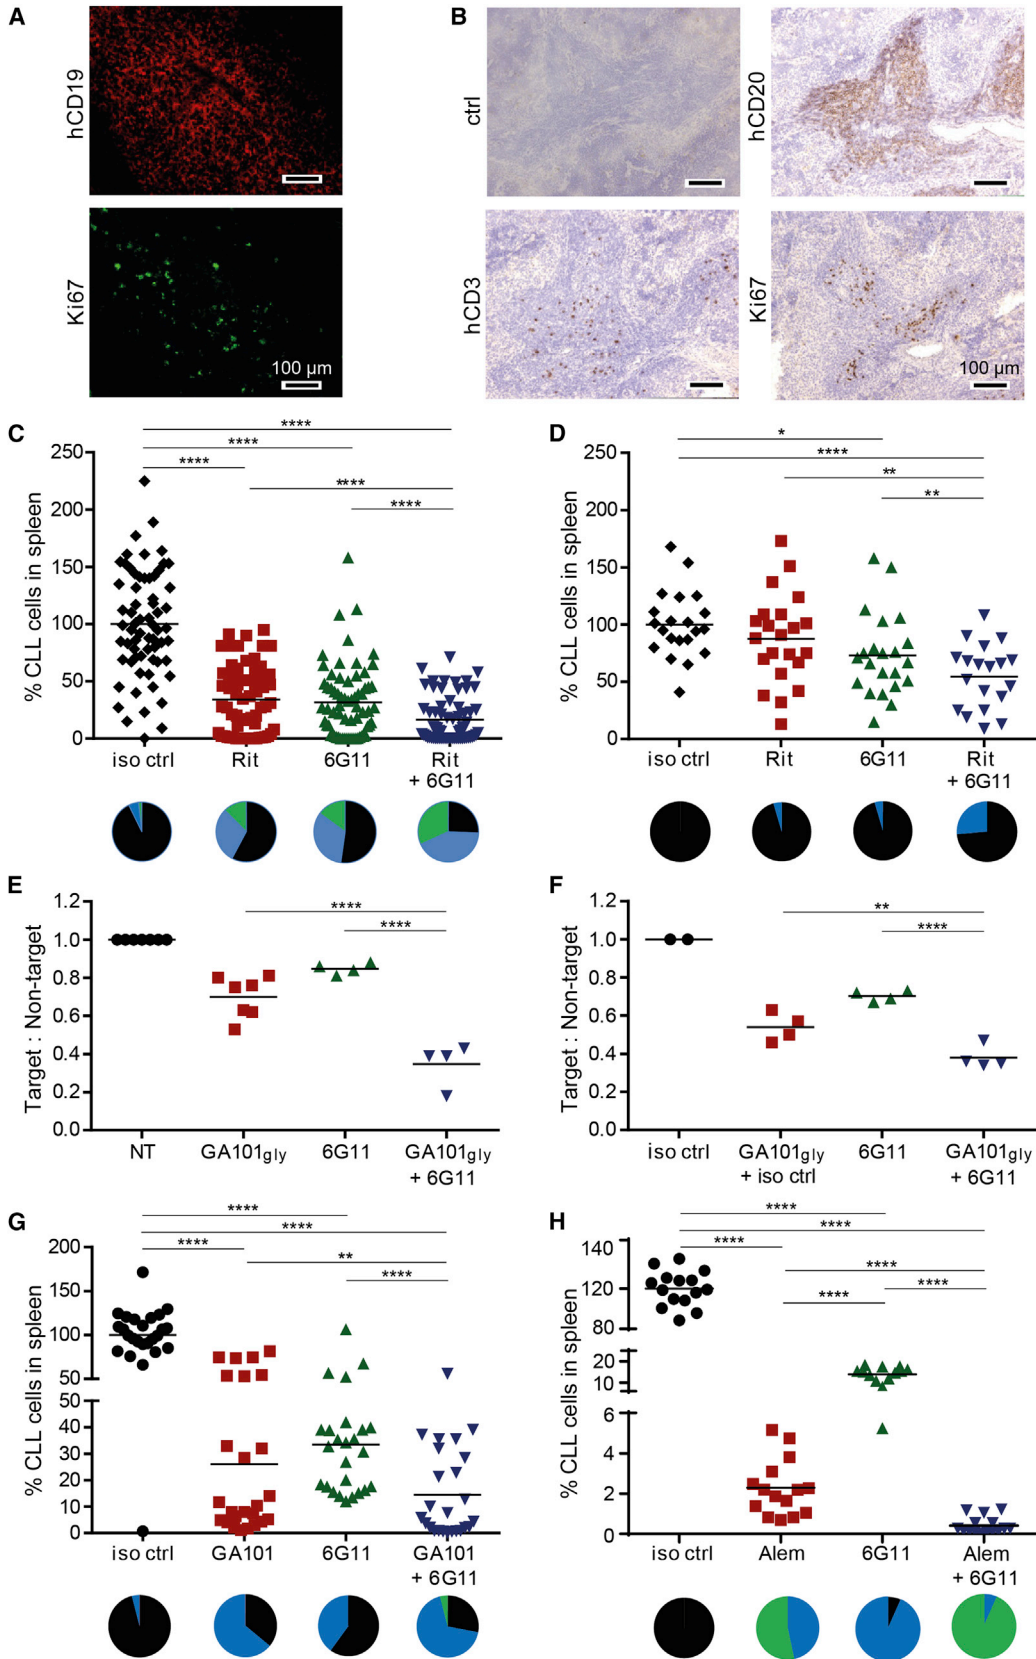 A
hCD19
Ki67
100 µm
B
ctrl
hCD20
hCD3
Ki67
100 µm
C
% CLL cells in spleen
250
200
150
100
50
0
****
****
****
****
****
iso ctrl
Rit
6G11
Rit
+ 6G11
D
% CLL cells in spleen
250
200
150
100
50
0
*
****
**
**
iso ctrl
Rit
6G11
Rit
+ 6G11
E
Target : Non-target
1.2
1.0
0.8
0.6
0.4
0.2
0.0
****
****
NT
GA101gly
6G11
GA101gly
+ 6G11
F
Target : Non-target
1.2
1.0
0.8
0.6
0.4
0.2
0.0
**
****
iso ctrl
GA101gly
+ iso ctrl
6G11
GA101gly
+ 6G11
G
% CLL cells in spleen
200
150
100
50
50
40
30
20
10
0
****
****
****
**
****
iso ctrl
GA101
6G11
GA101
+ 6G11
H
% CLL cells in spleen
140
120
80
20
10
6
4
2
0
****
****
****
****
****
****
iso ctrl
Alem
6G11
Alem
+ 6G11